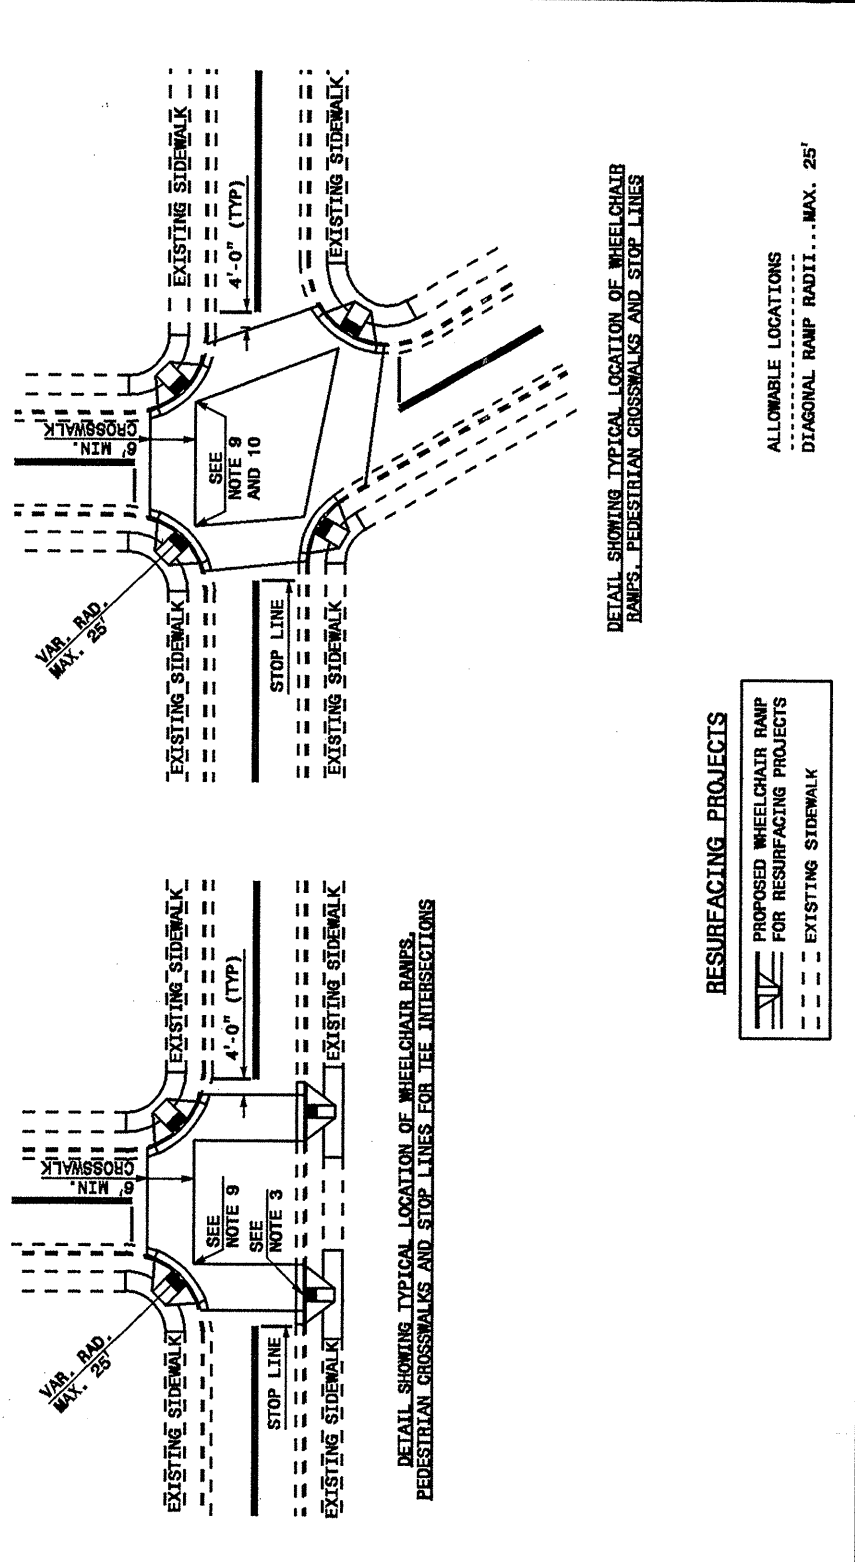 VAR. RAD.
MAX. 25'
6' MIN.
CROSSWALK
EXISTING SIDEWALK
EXISTING SIDEWALK
4'-0" (TYP)
SEE
NOTE 9
SEE
NOTE 3
STOP LINE
EXISTING SIDEWALK
EXISTING SIDEWALK
DETAIL SHOWING TYPICAL LOCATION OF WHEELCHAIR RAMPS,
PEDESTRIAN CROSSWALKS AND STOP LINES FOR TEE INTERSECTIONS
VAR. RAD.
MAX. 25'
6' MIN.
CROSSWALK
EXISTING SIDEWALK
EXISTING SIDEWALK
4'-0" (TYP)
SEE
NOTE 9
AND 10
STOP LINE
EXISTING SIDEWALK
EXISTING SIDEWALK
DETAIL SHOWING TYPICAL LOCATION OF WHEELCHAIR
RAMPS, PEDESTRIAN CROSSWALKS AND STOP LINES
RESURFACING PROJECTS
PROPOSED WHEELCHAIR RAMP
FOR RESURFACING PROJECTS
EXISTING SIDEWALK
ALLOWABLE LOCATIONS
DIAGONAL RAMP RADII...MAX. 25'